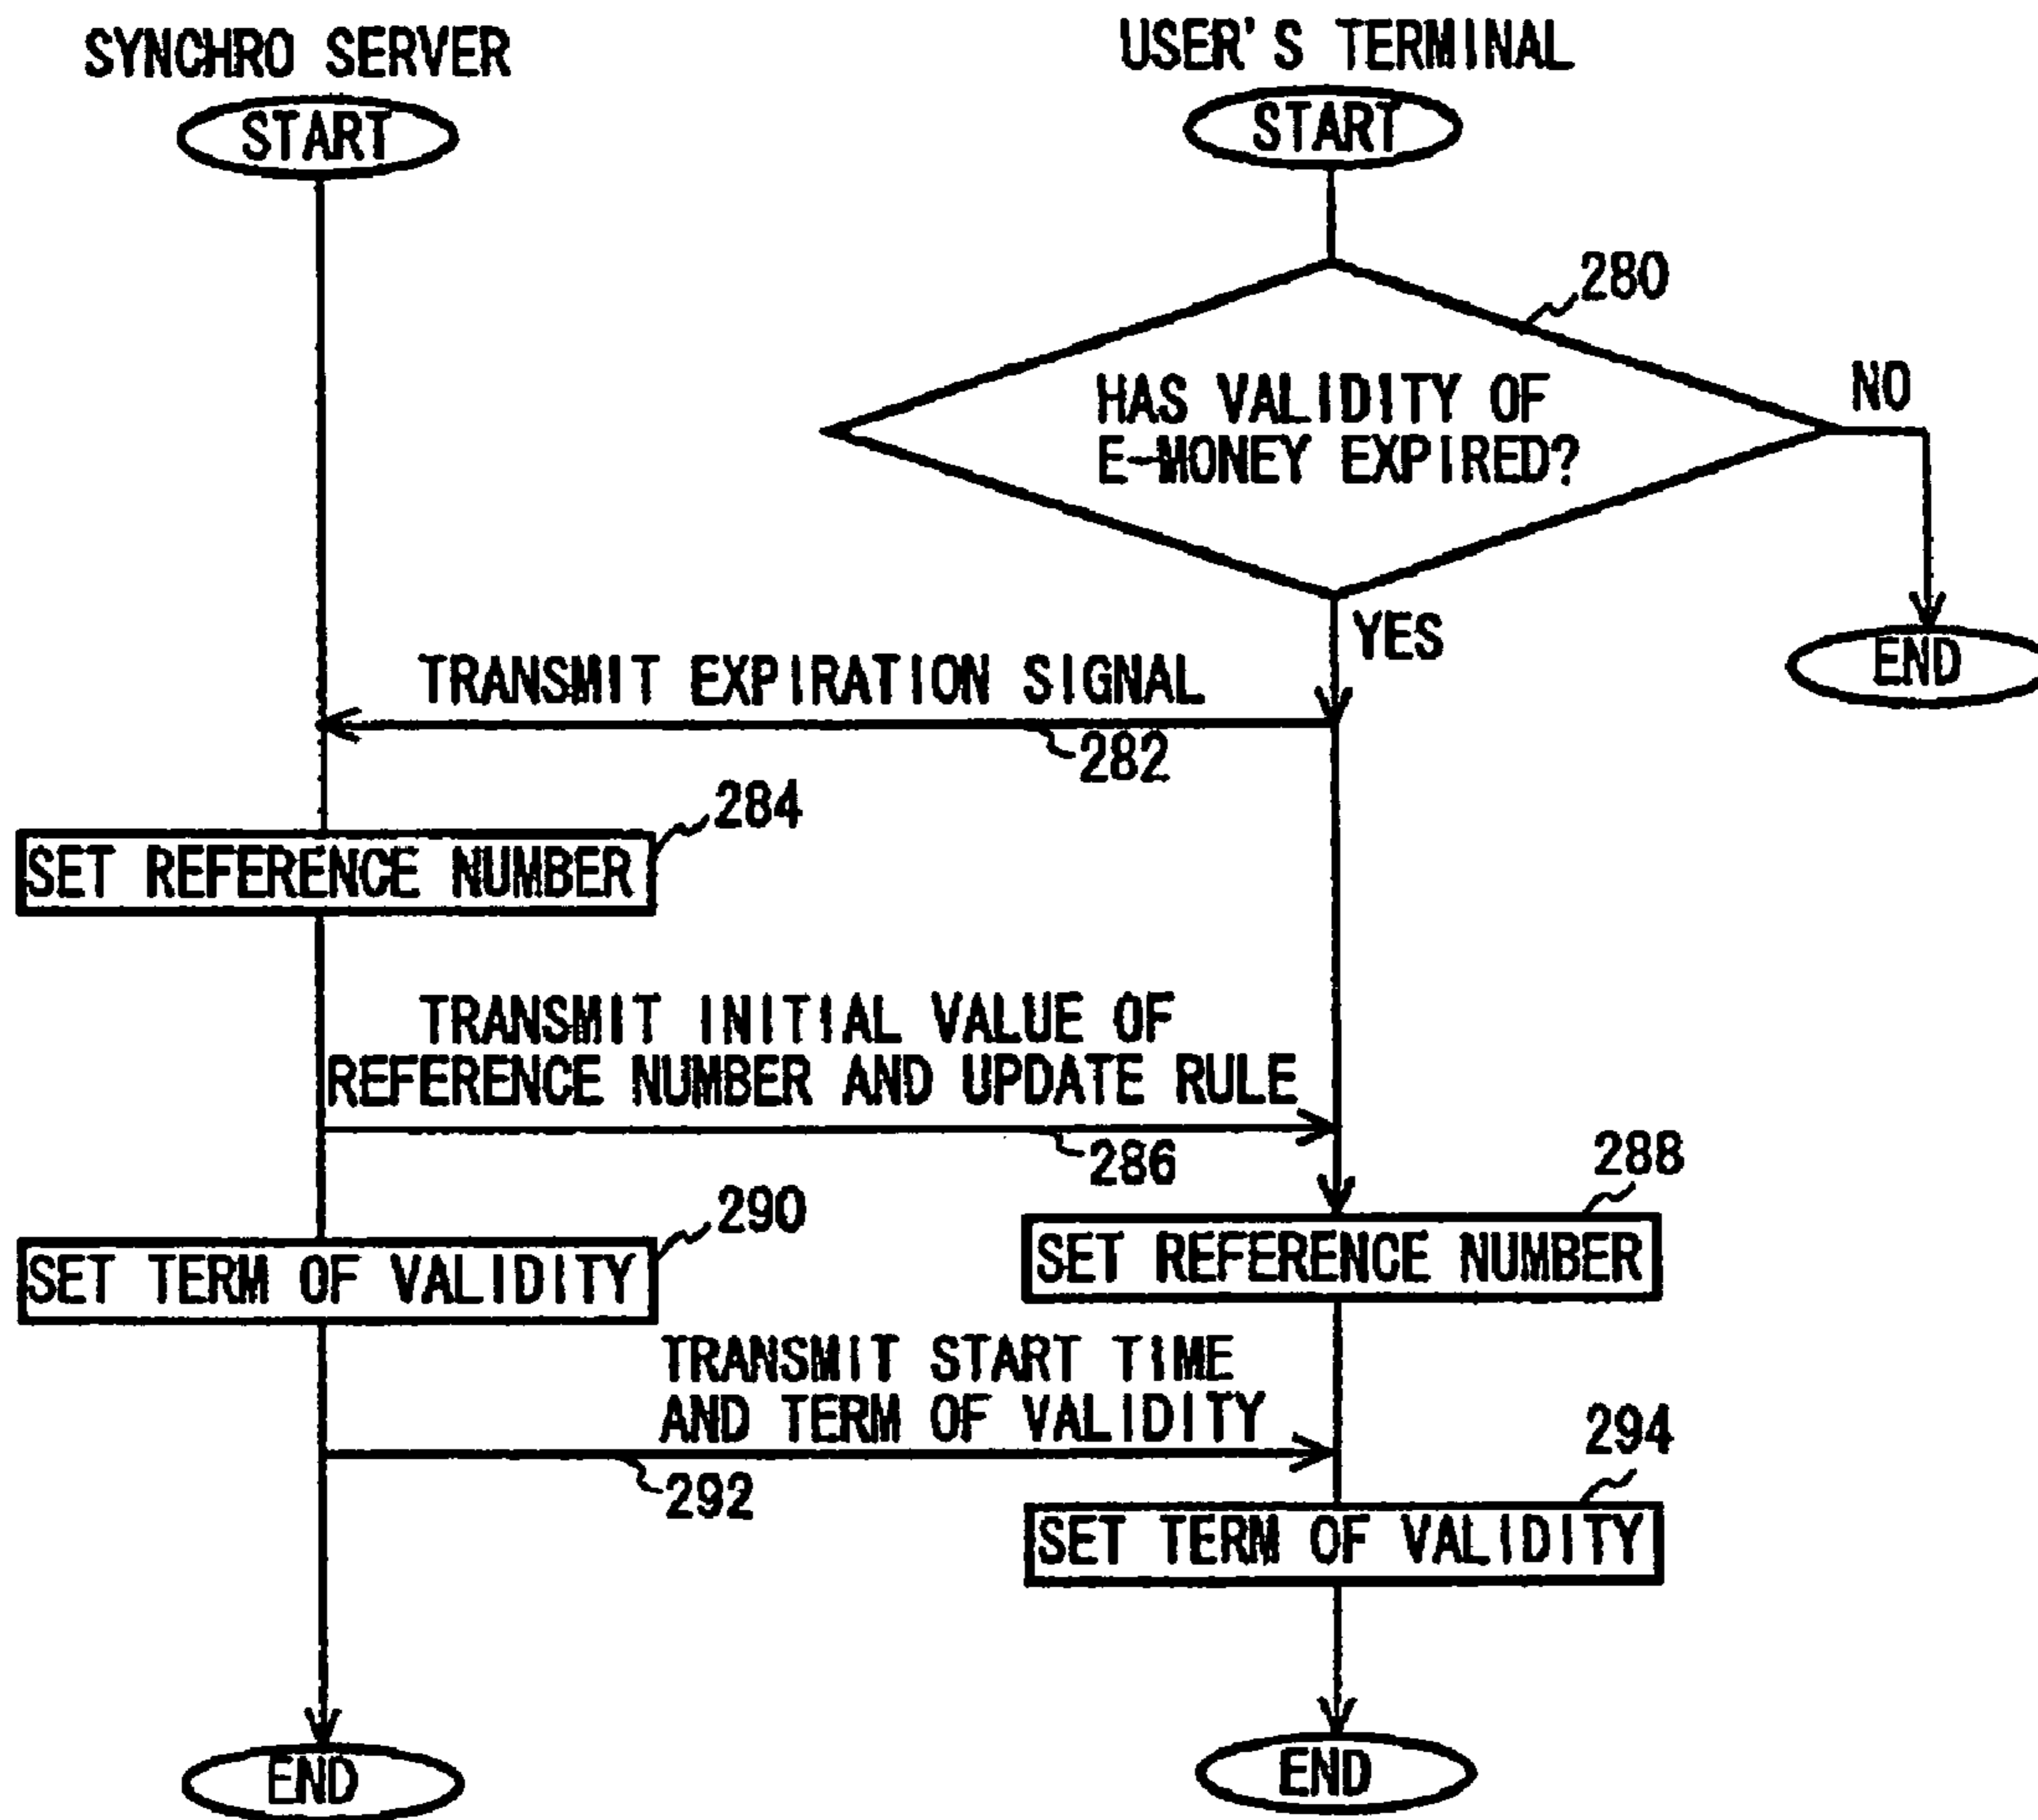 SYNCHRO SERVER
USER'S TERMINAL
START
START
280
HAS VALIDITY OF
E-MONEY EXPIRED?
NO
YES
END
TRANSMIT EXPIRATION SIGNAL
282
284
SET REFERENCE NUMBER
TRANSMIT INITIAL VALUE OF
REFERENCE NUMBER AND UPDATE RULE
286
288
290
SET REFERENCE NUMBER
SET TERM OF VALIDITY
TRANSMIT START TIME
AND TERM OF VALIDITY
292
294
SET TERM OF VALIDITY
END
END